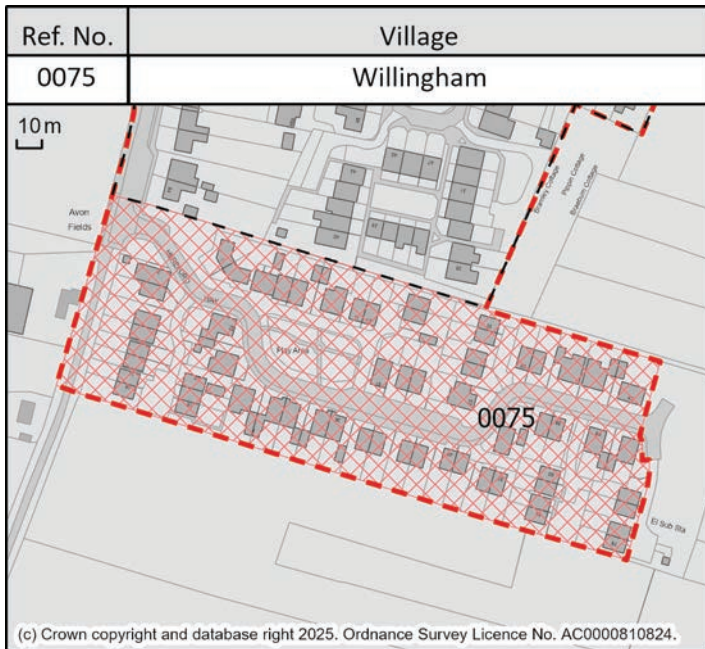 Ref. No. Village
0075 Willingham
10 m
Avon
Fields
Bramley Cottage
Pippin Cottage
Braeburn Cottage
Play Area
0075
El Sub Sta
(c) Crown copyright and database right 2025. Ordnance Survey Licence No. AC0000810824.